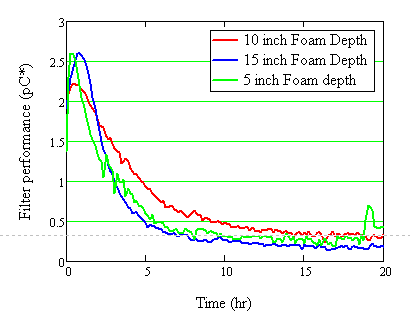 3
10 inch Foam Depth
15 inch Foam Depth
5 inch Foam depth
2.5
2
1.5
1
0.5
0
Filter performance (pC*)
0 5 10 15 20
Time (hr)